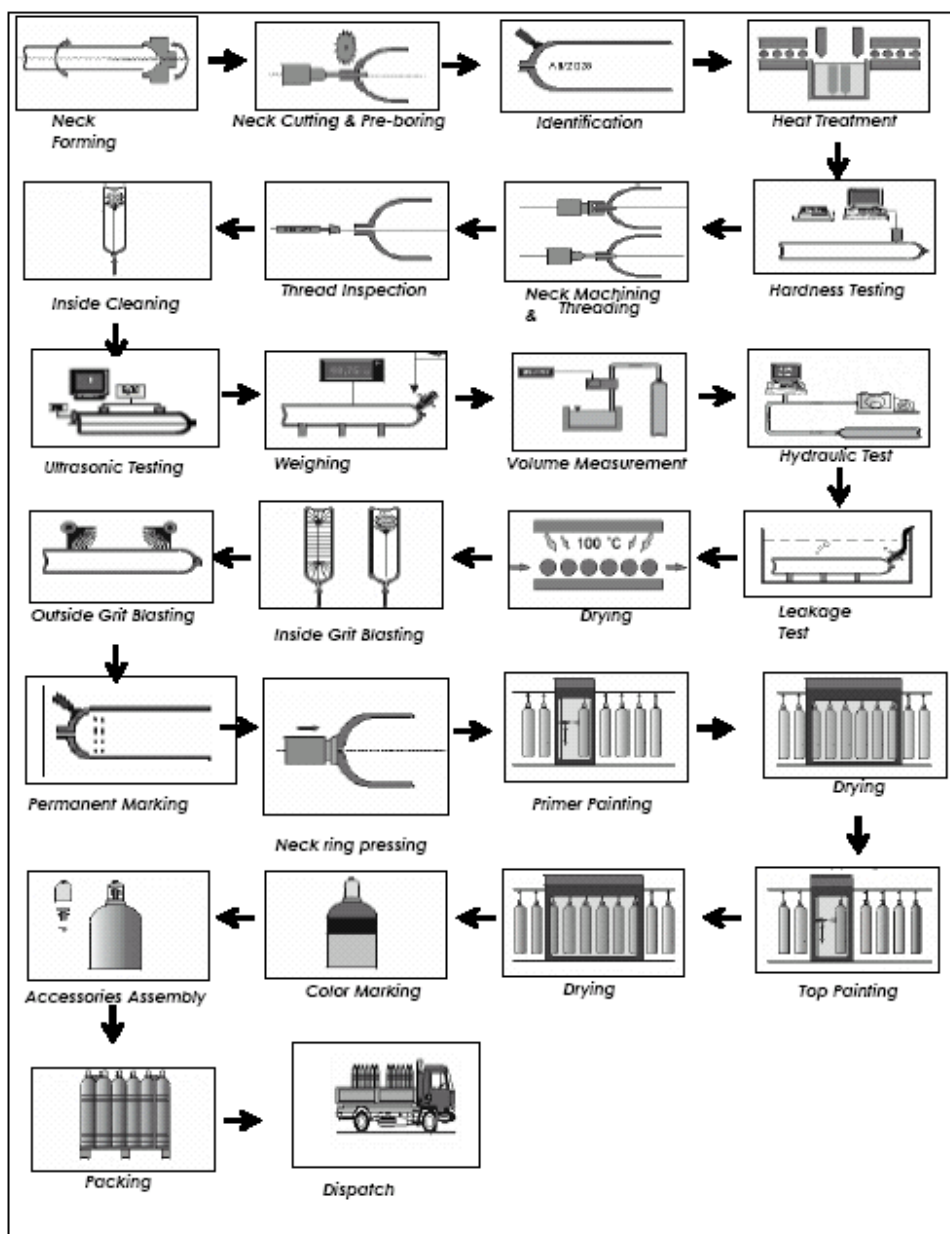 Neck
Forming
Neck Cutting & Pre-boring
Identification
Heat Treatment
Inside Cleaning
Thread Inspection
Neck Machining
& Threading
Hardness Testing
Ultrasonic Testing
Weighing
Volume Measurement
Hydraulic Test
100 °C
Outside Grit Blasting
Inside Grit Blasting
Drying
Leakage
Test
Permanent Marking
Neck ring pressing
Primer Painting
Drying
Accessories Assembly
Color Marking
Drying
Top Painting
Packing
Dispatch